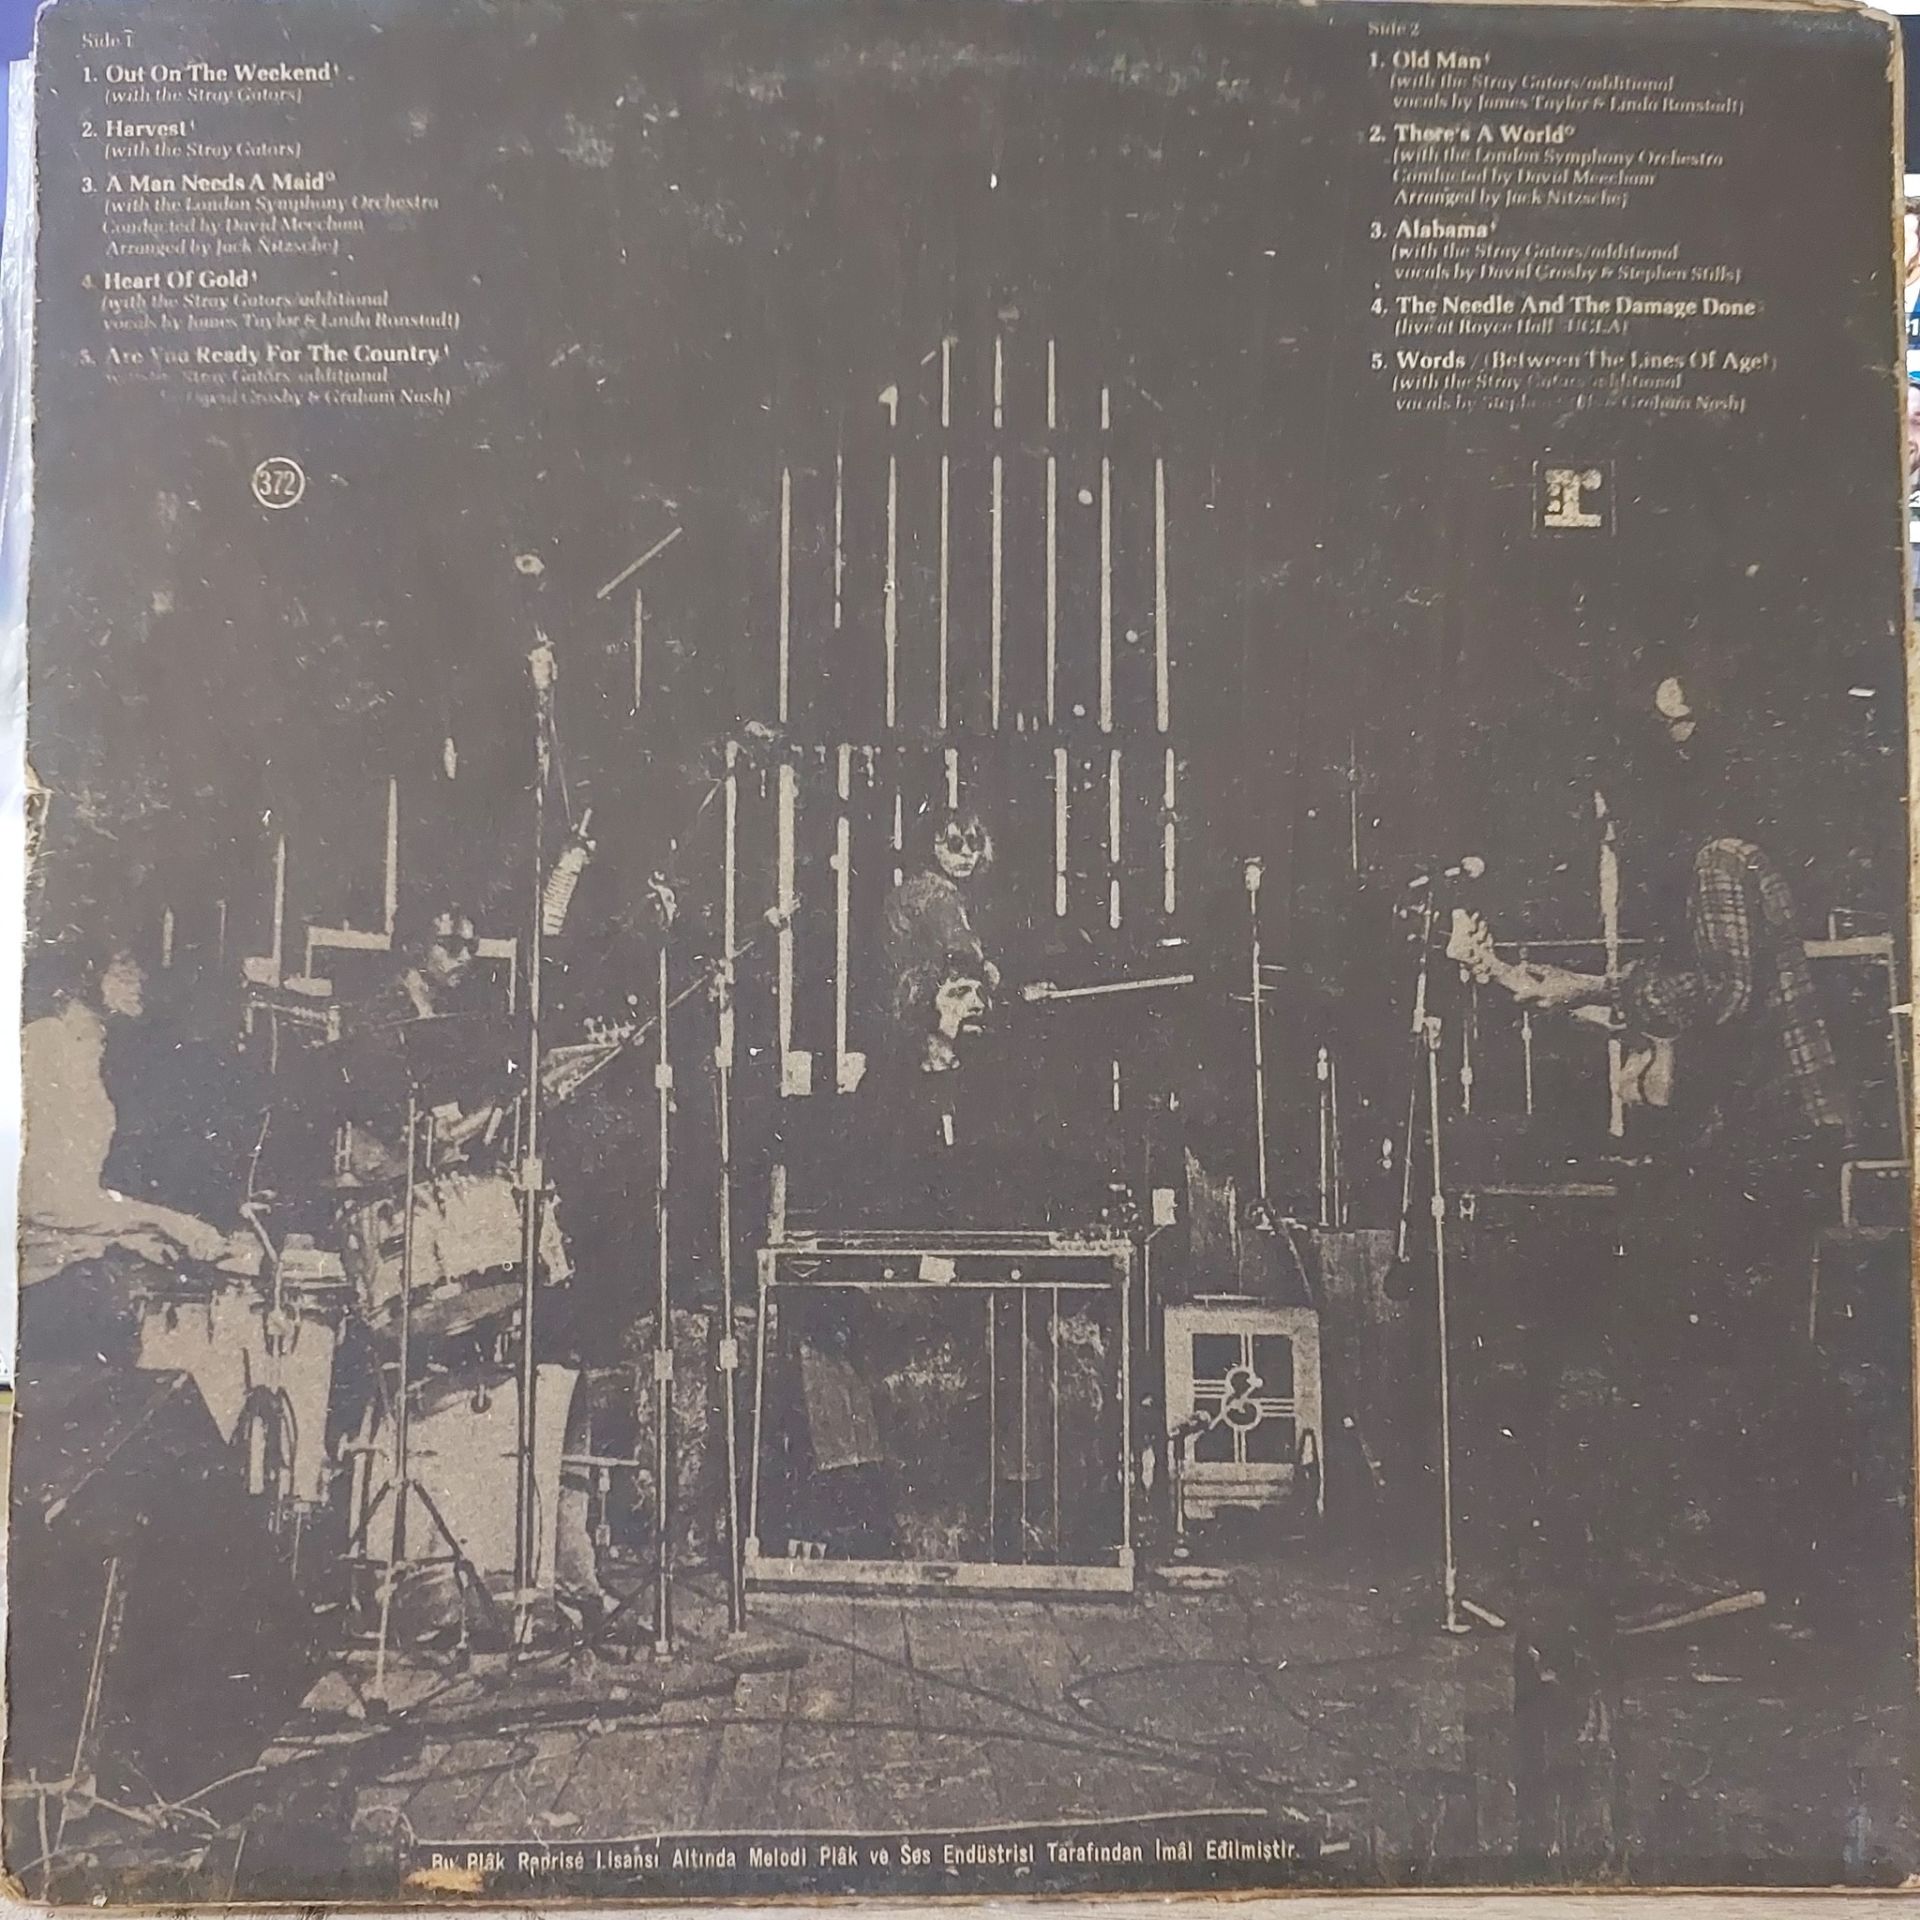 Side 1
1. Out On The Weekend†
(with the Stray Gators)
2. Harvest†
(with the Stray Gators)
3. A Man Needs A Maid°
(with the London Symphony Orchestra
Conducted by David Meecham
Arranged by Jack Nitzsche)
4. Heart Of Gold†
(with the Stray Gators/additional
vocals by James Taylor & Linda Ronstadt)
5. Are You Ready For The Country†
Stray Gators additional
David Crosby & Graham Nash)
372
Side 2
1. Old Man†
(with the Stray Gators/additional
vocals by James Taylor & Linda Ronstadt)
2. There's A World°
(with the London Symphony Orchestra
Conducted by David Meecham
Arranged by Jack Nitzsche)
3. Alabama†
(with the Stray Gators/additional
vocals by David Crosby & Stephen Stills)
4. The Needle And The Damage Done
(live at Royce Hall UCLA)
5. Words (Between The Lines Of Age†)
(with the Stray Gators additional
vocals by & Graham Nash)
r
Bu Plâk Reprise Lisansı Altında Melodi Plâk ve Ses Endüstrisi Tarafından İmâl Edilmiştir.